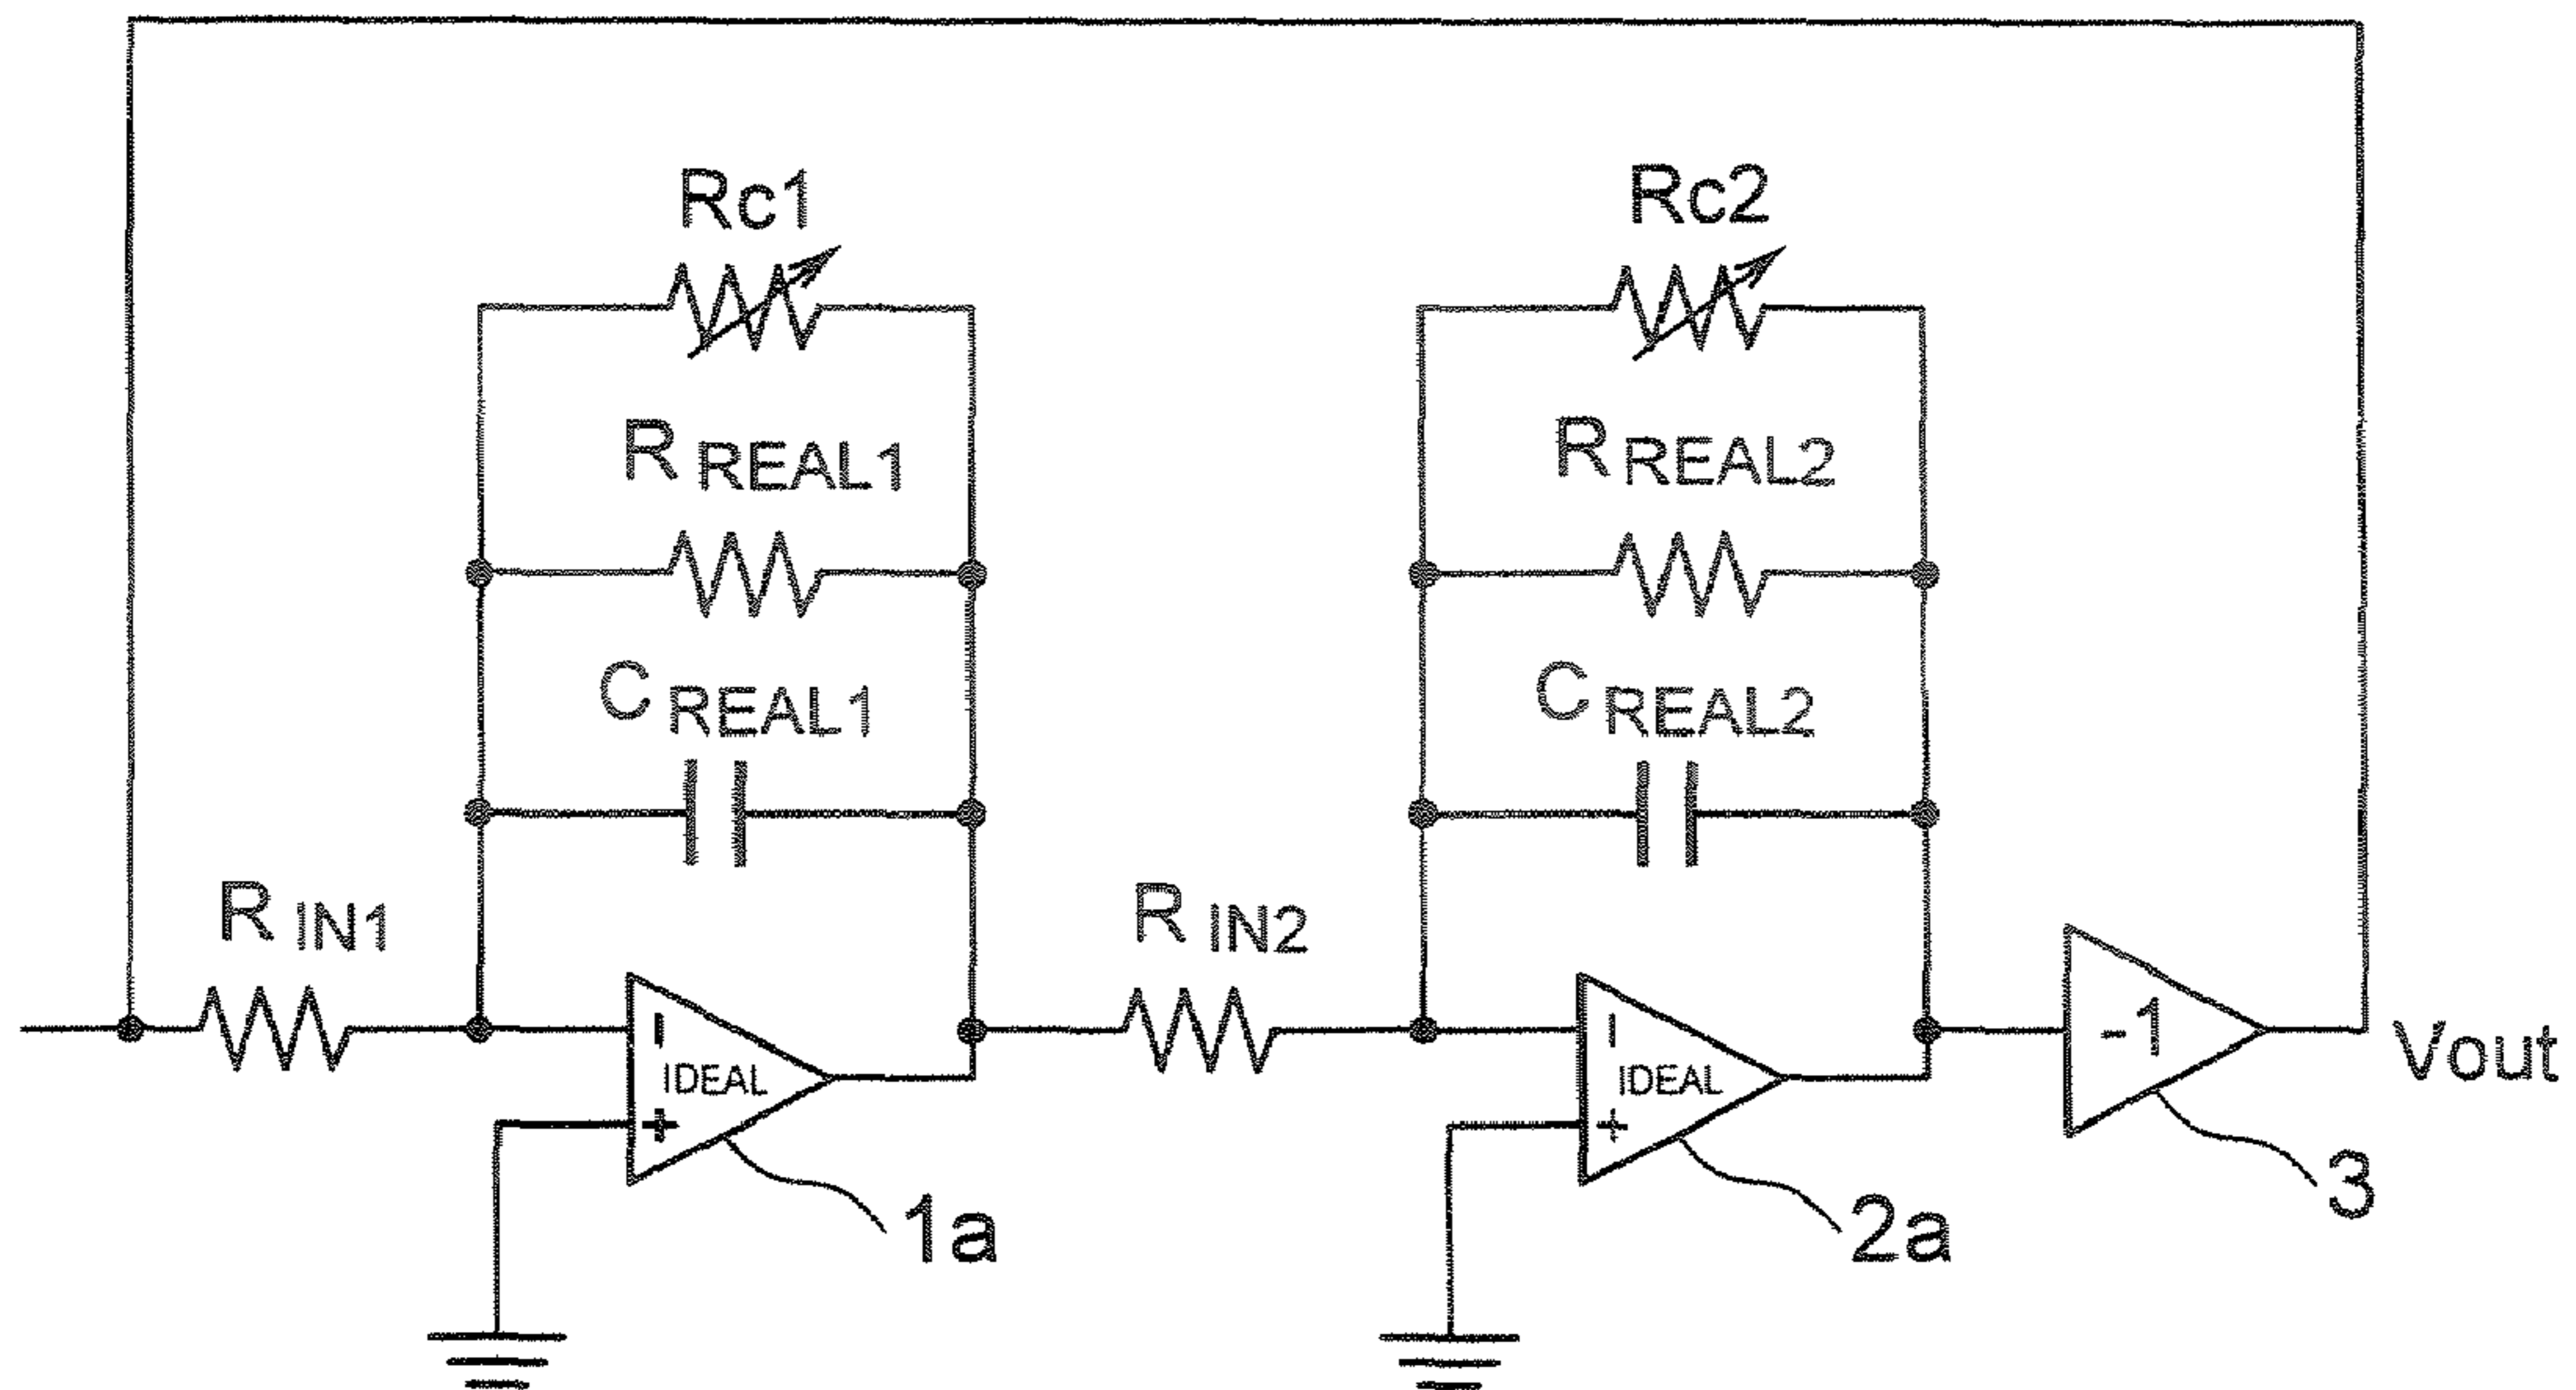 Rc1
Rc2
R REAL1
R REAL2
C REAL1
C REAL2
R IN1
R IN2
- IDEAL +
- IDEAL +
-1
Vout
1a
2a
3